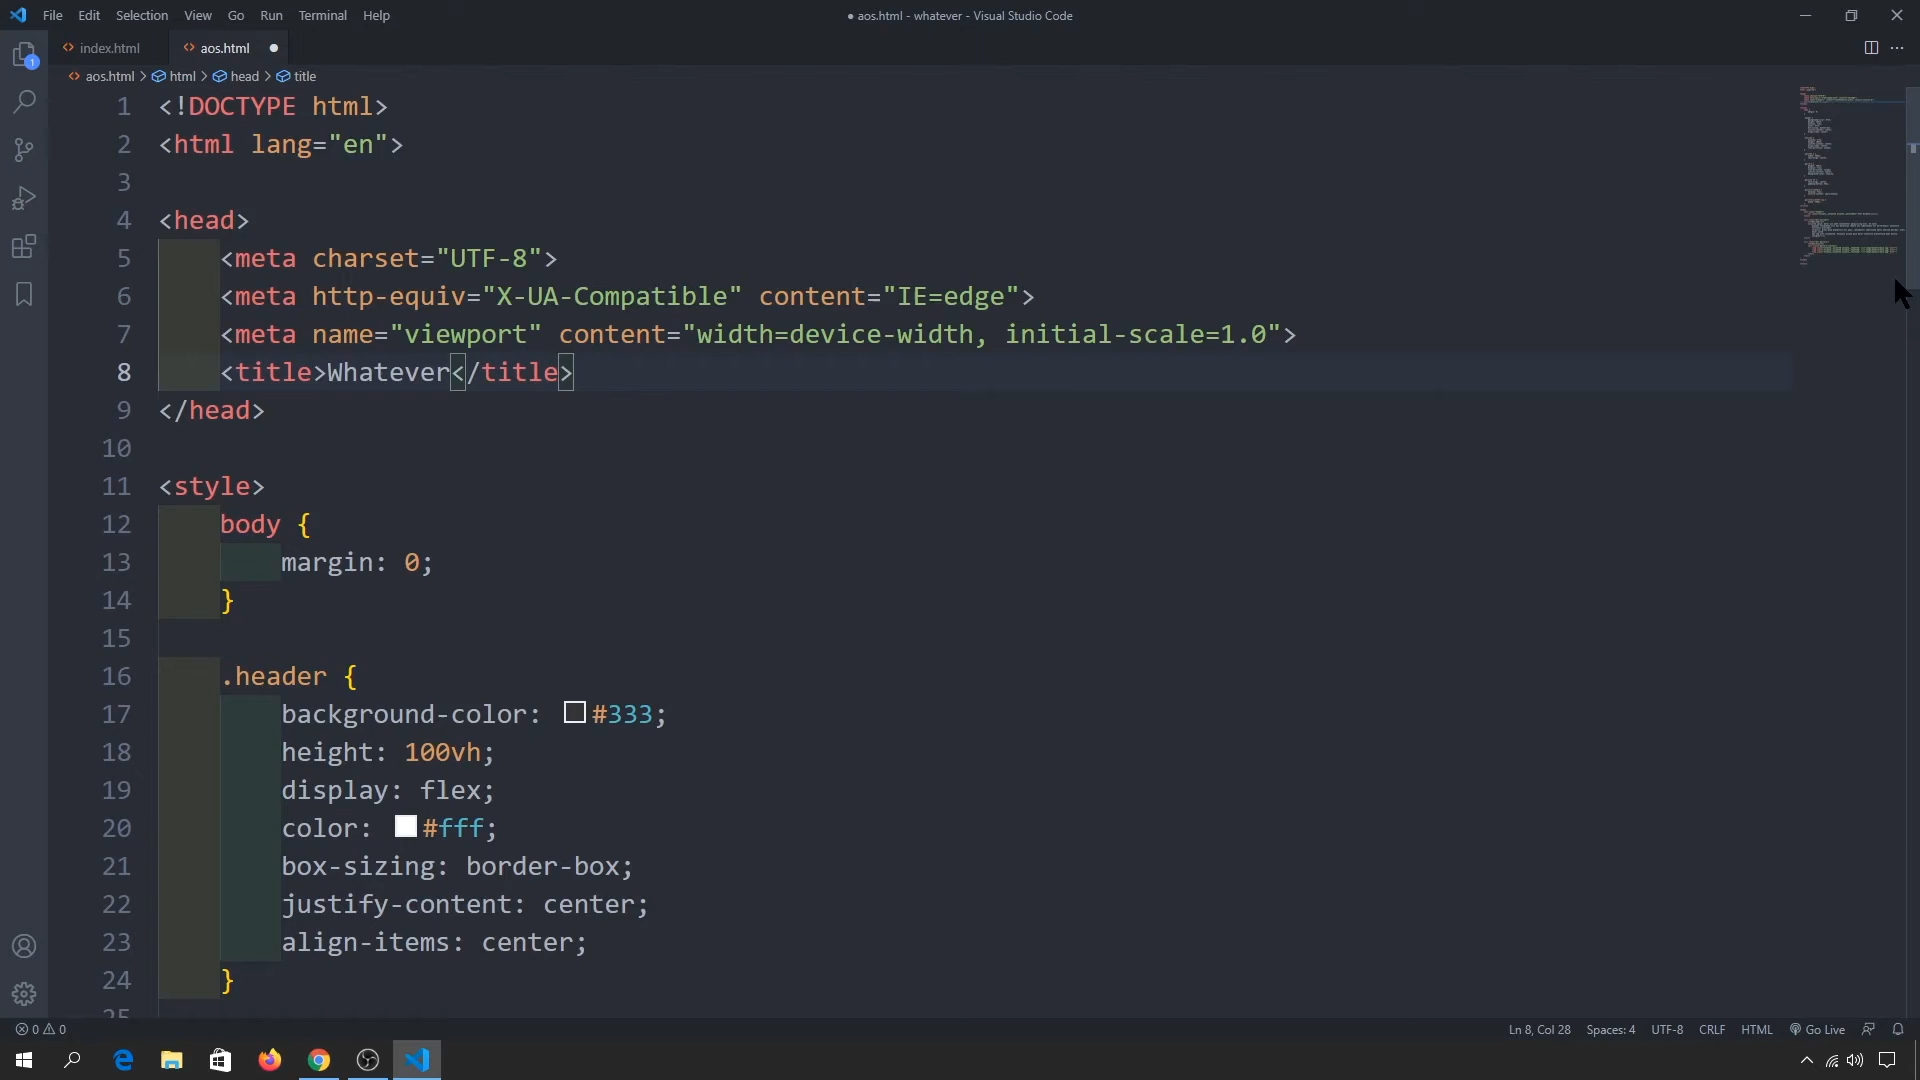 File Edit Selection View Go Run Terminal Help
● aos.html - whatever - Visual Studio Code
index.html
aos.html
1
aos.html > html > head > title
1 <!DOCTYPE html>
2 <html lang="en">
3
4 <head>
5 <meta charset="UTF-8">
6 <meta http-equiv="X-UA-Compatible" content="IE=edge">
7 <meta name="viewport" content="width=device-width, initial-scale=1.0">
8 <title>Whatever</title>
9 </head>
10
11 <style>
12 body {
13 margin: 0;
14 }
15
16 .header {
17 background-color: #333;
18 height: 100vh;
19 display: flex;
20 color: #fff;
21 box-sizing: border-box;
22 justify-content: center;
23 align-items: center;
24 }
25
0 0
Ln 8, Col 28 Spaces: 4 UTF-8 CRLF HTML Go Live